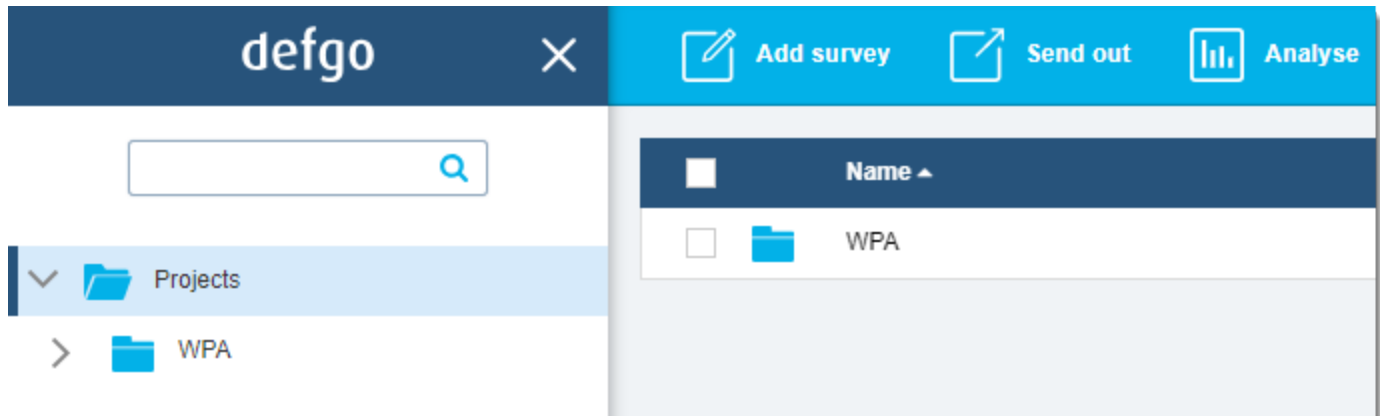 defgo
Add survey Send out Analyse
Projects
WPA
Name
WPA